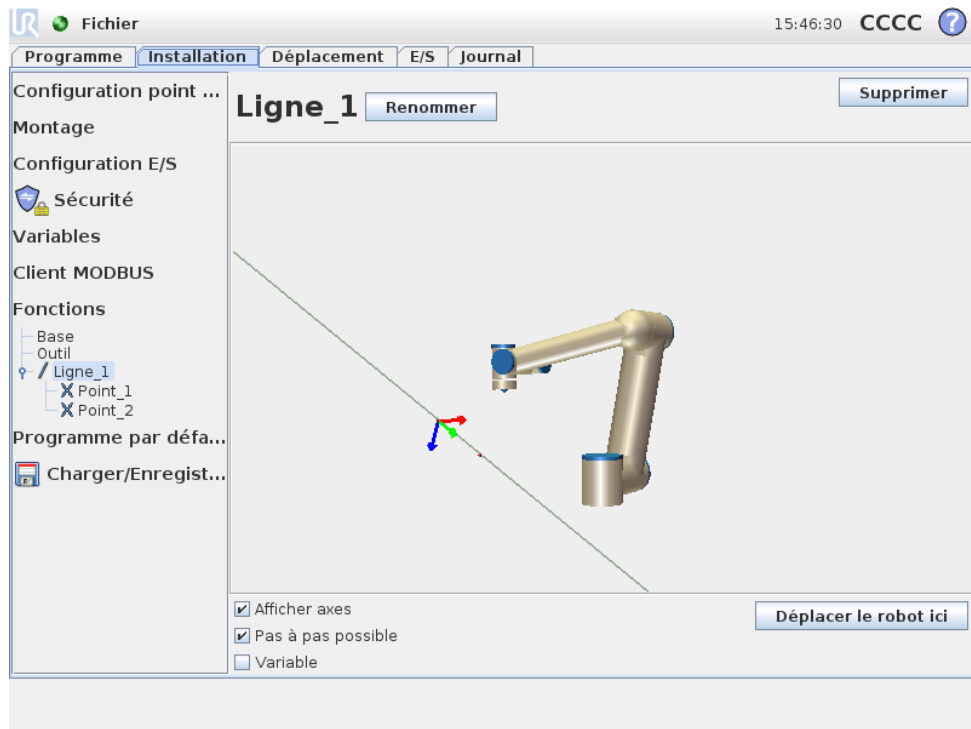 UR Fichier 15:46:30 CCCC ?
Programme Installation Déplacement E/S Journal
Configuration point ...
Montage
Configuration E/S
Sécurité
Variables
Client MODBUS
Fonctions
Base
Outil
Ligne_1
Point_1
Point_2
Programme par défa...
Charger/Enregist...
Ligne_1 Renommer Supprimer
Afficher axes
Pas à pas possible
Variable
Déplacer le robot ici